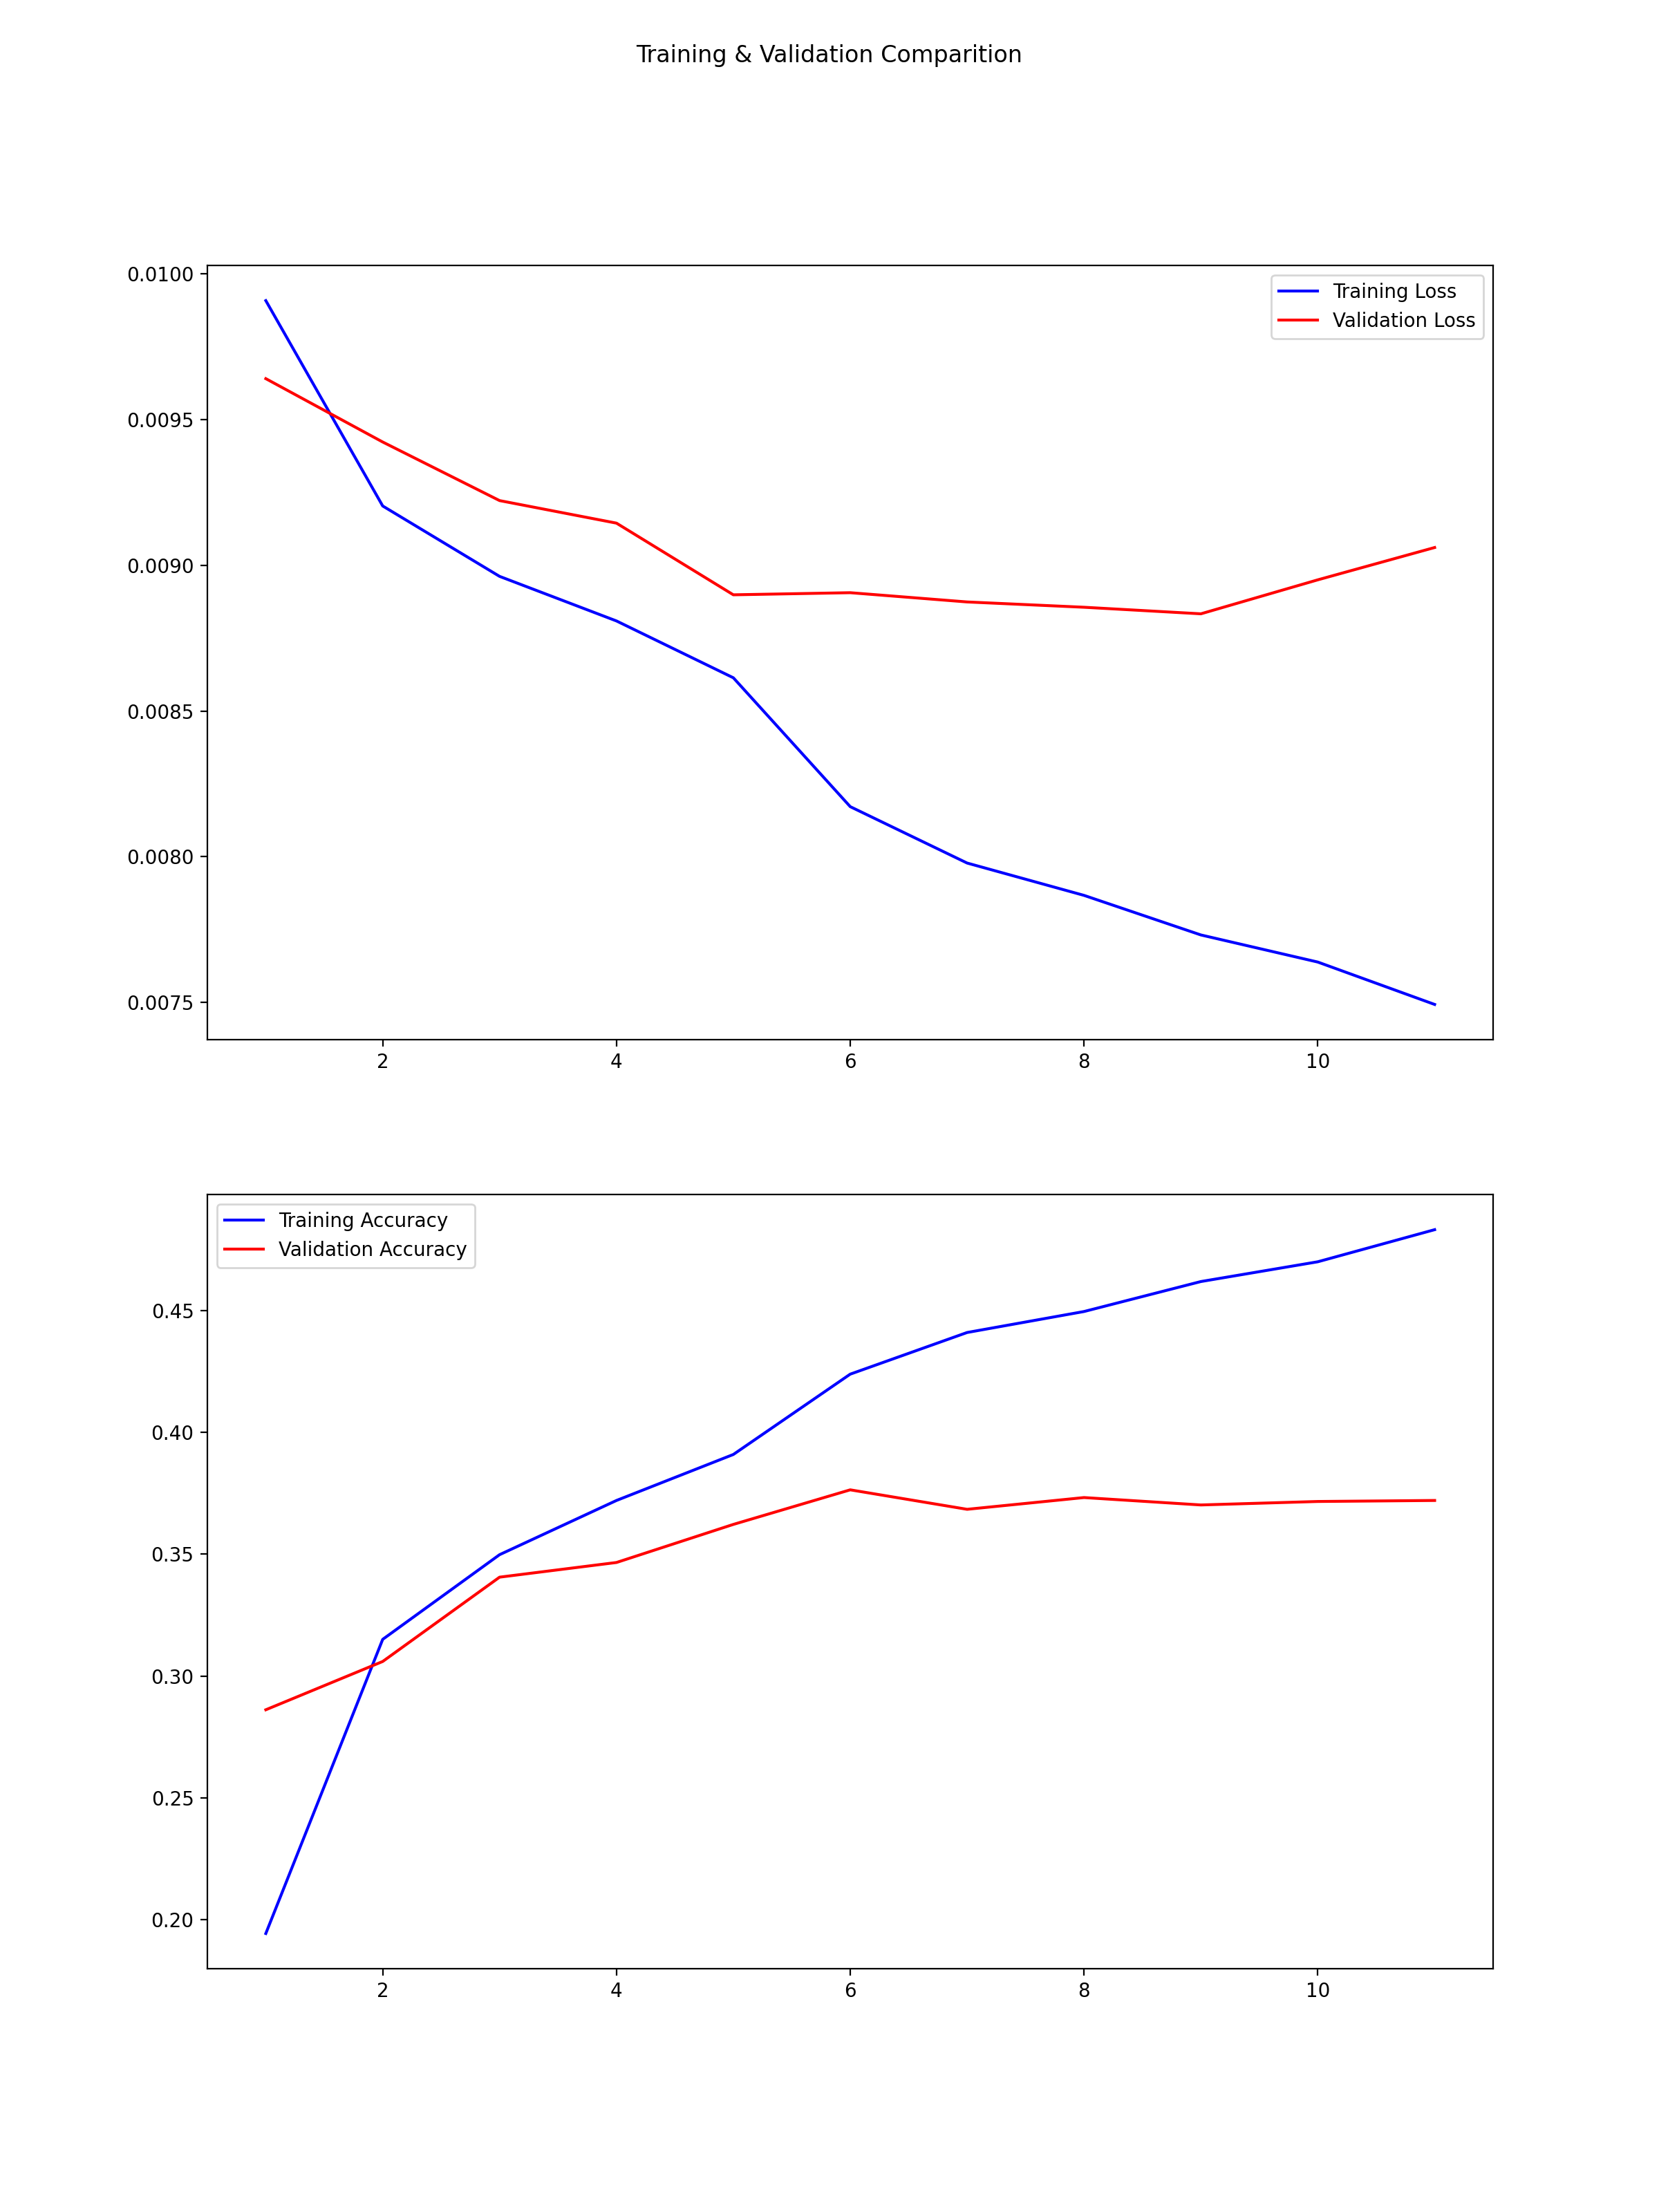 Training & Validation Comparition
0.0100
0.0095
0.0090
0.0085
0.0080
0.0075
Training Loss
Validation Loss
2 4 6 8 10
Training Accuracy
Validation Accuracy
0.45
0.40
0.35
0.30
0.25
0.20
2 4 6 8 10